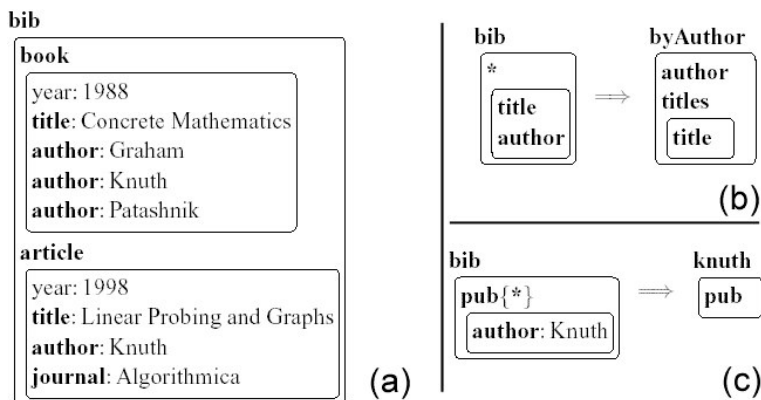 bib
book
year: 1988
title: Concrete Mathematics
author: Graham
author: Knuth
author: Patashnik
article
year: 1998
title: Linear Probing and Graphs
author: Knuth
journal: Algorithmica
(a)
bib
*
title
author
⟹
byAuthor
author
titles
title
(b)
bib
pub{*}
author: Knuth
⟹
knuth
pub
(c)